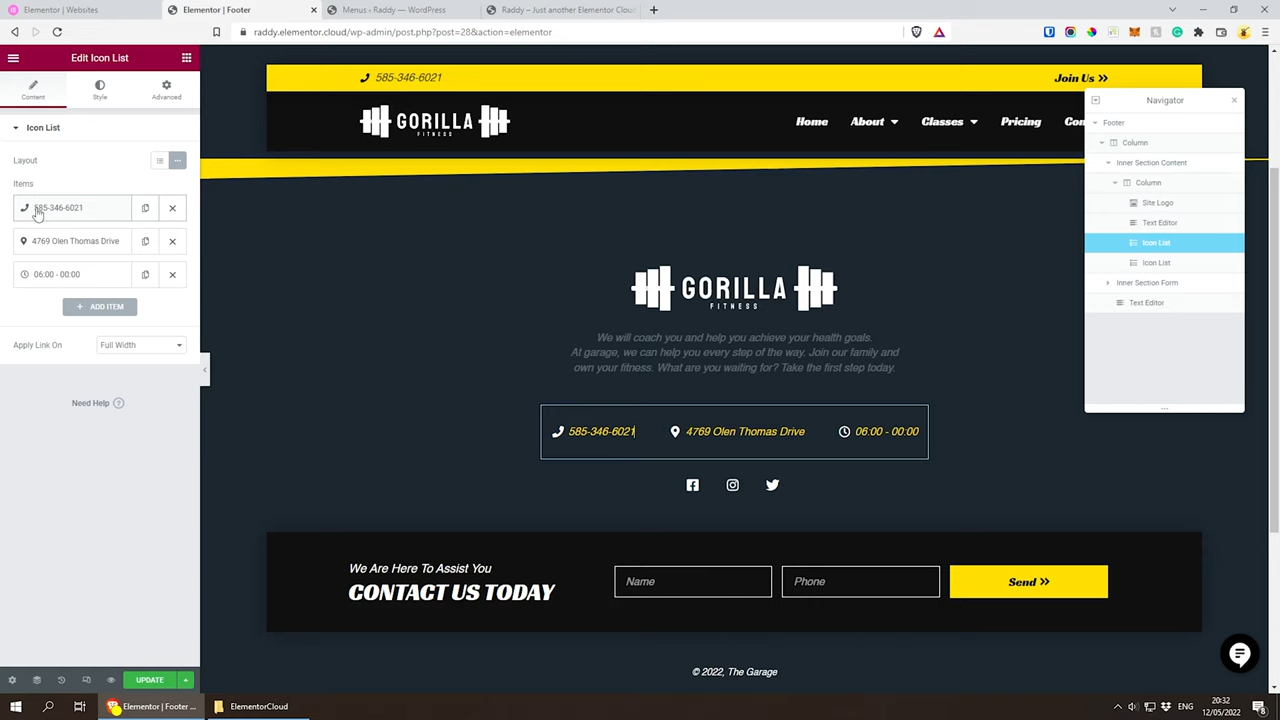 Elementor | Websites
Elementor | Footer
Menus ‹ Raddy — WordPress
Raddy – Just another Elementor Clou
raddy.elementor.cloud/wp-admin/post.php?post=28&action=elementor
Edit Icon List
Content
Style
Advanced
Icon List
Layout
Items
585-346-6021
4769 Olen Thomas Drive
06:00 - 00:00
ADD ITEM
Apply Link On
Full Width
Need Help
UPDATE
585-346-6021
Join Us
GORILLA
FITNESS
Home
About
Classes
Pricing
Con
Navigator
Footer
Column
Inner Section Content
Column
Site Logo
Text Editor
Icon List
Icon List
Inner Section Form
Text Editor
GORILLA
FITNESS
We will coach you and help you achieve your health goals.
At garage, we can help you every step of the way. Join our family and
own your fitness. What are you waiting for? Take the first step today.
585-346-6021
4769 Olen Thomas Drive
06:00 - 00:00
We Are Here To Assist You
CONTACT US TODAY
Name
Phone
Send
© 2022, The Garage
Elementor | Footer ...
ElementorCloud
ENG
20:32
12/05/2022
8